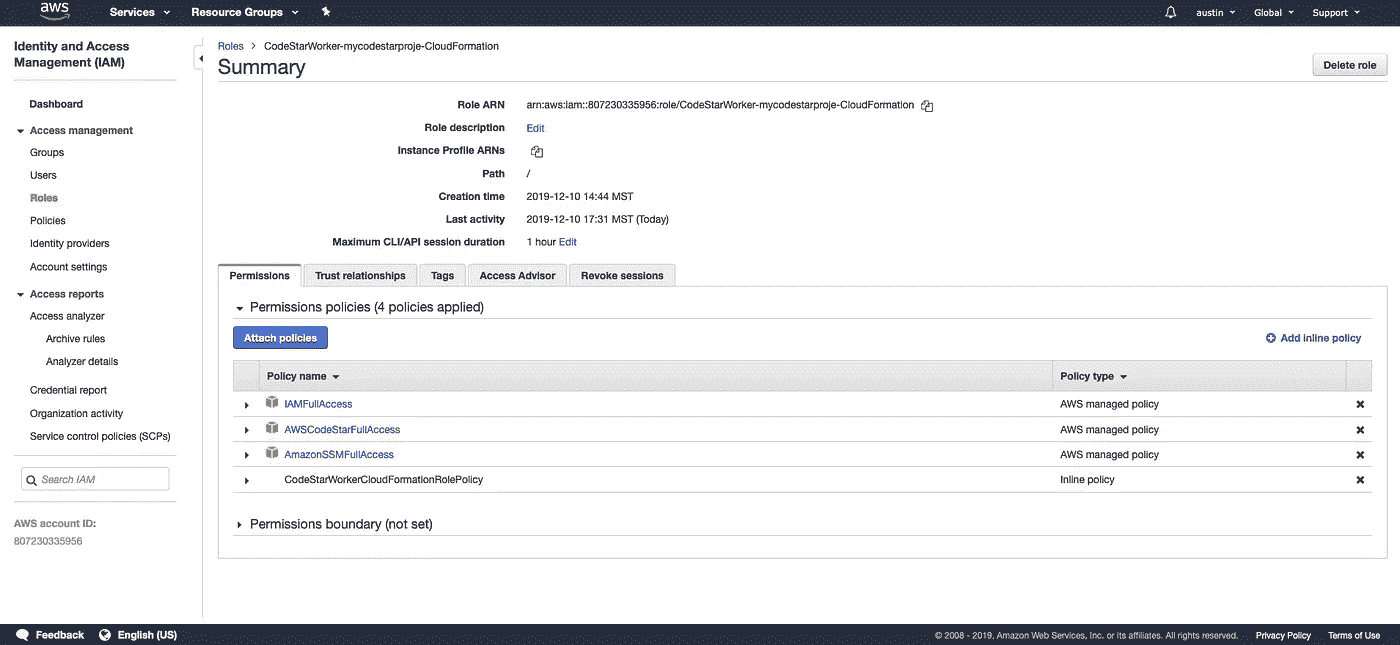 aws Services Resource Groups austin Global Support
Identity and Access
Management (IAM)
Dashboard
Access management
Groups
Users
Roles
Policies
Identity providers
Account settings
Access reports
Access analyzer
Archive rules
Analyzer details
Credential report
Organization activity
Service control policies (SCPs)
Search IAM
AWS account ID:
807230335956
Roles > CodeStarWorker-mycodestarproje-CloudFormation
Summary
Delete role
Role ARN arn:aws:iam::807230335956:role/CodeStarWorker-mycodestarproje-CloudFormation
Role description Edit
Instance Profile ARNs
Path /
Creation time 2019-12-10 14:44 MST
Last activity 2019-12-10 17:31 MST (Today)
Maximum CLI/API session duration 1 hour Edit
Permissions Trust relationships Tags Access Advisor Revoke sessions
Permissions policies (4 policies applied)
Attach policies Add inline policy
Policy name Policy type
IAMFullAccess AWS managed policy
AWSCodeStarFullAccess AWS managed policy
AmazonSSMFullAccess AWS managed policy
CodeStarWorkerCloudFormationRolePolicy Inline policy
Permissions boundary (not set)
Feedback English (US) © 2008 - 2019, Amazon Web Services, Inc. or its affiliates. All rights reserved. Privacy Policy Terms of Use